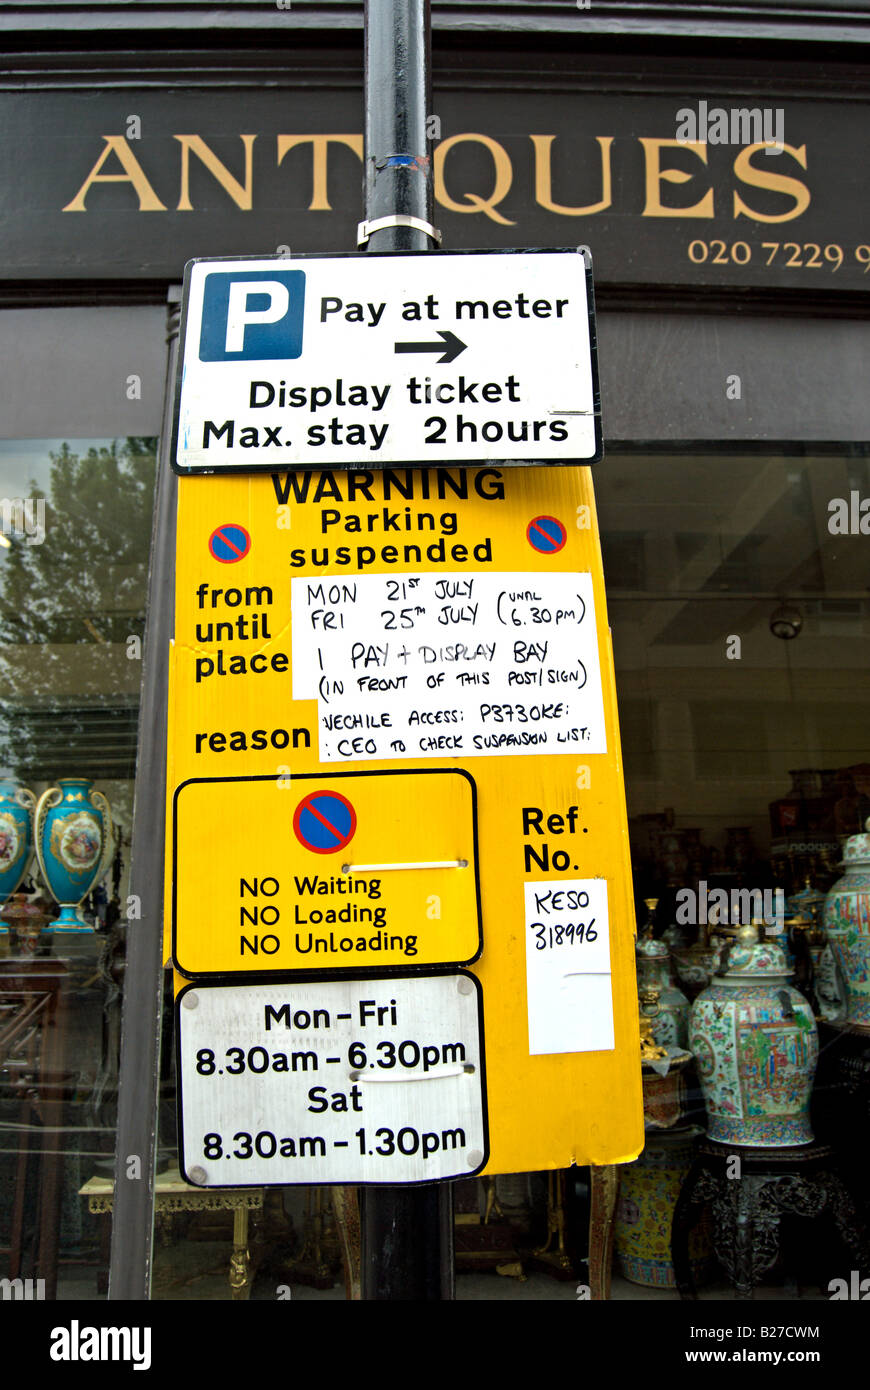 ANTIQUES
020 7229 9
P Pay at meter
Display ticket
Max. stay 2 hours
WARNING
Parking
suspended
from MON 21ST JULY
until FRI 25TH JULY (UNTIL 6.30PM)
place 1 PAY + DISPLAY BAY
(IN FRONT OF THIS POST/SIGN)
reason VECHILE ACCESS: P3730KE:
: CEO TO CHECK SUSPENSION LIST:
NO Waiting
NO Loading
NO Unloading
Ref.
No.
KESO
318996
Mon-Fri
8.30am-6.30pm
Sat
8.30am-1.30pm
alamy
Image ID: B27CWM
www.alamy.com